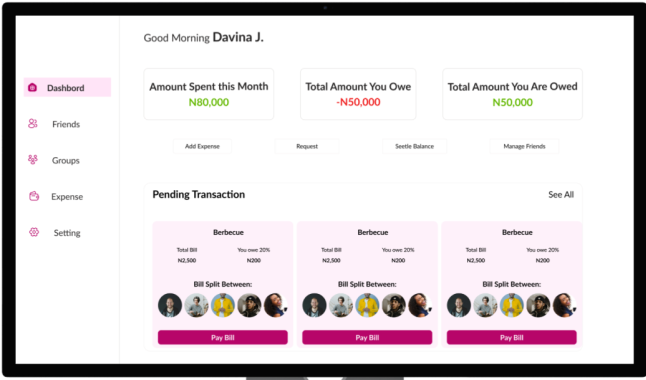 Good Morning Davina J.
Dashbord
Friends
Groups
Expense
Setting
Amount Spent this Month
N80,000
Total Amount You Owe
-N50,000
Total Amount You Are Owed
N50,000
Add Expense
Request
Seetle Balance
Manage Friends
Pending Transaction
See All
Berbecue
Total Bill
You owe 20%
N2,500
N200
Bill Split Between:
Pay Bill
Berbecue
Total Bill
You owe 20%
N2,500
N200
Bill Split Between:
Pay Bill
Berbecue
Total Bill
You owe 20%
N2,500
N200
Bill Split Between:
Pay Bill